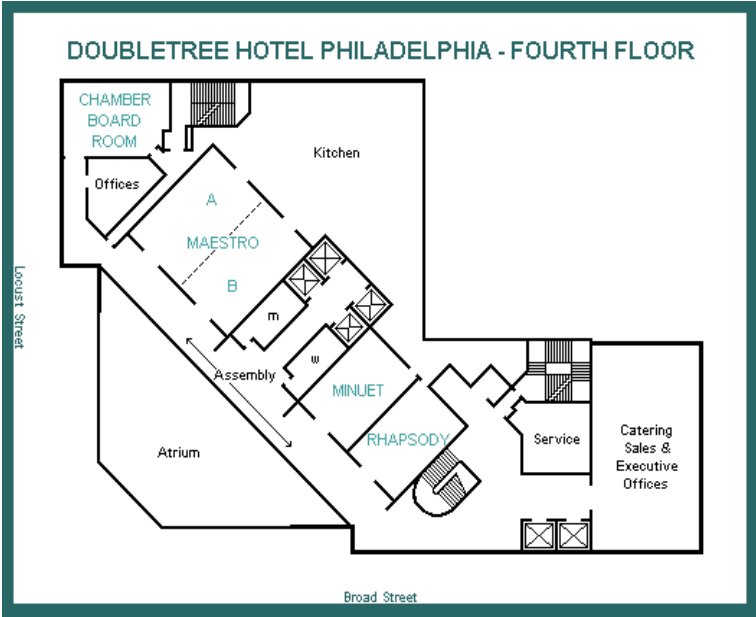 DOUBLETREE HOTEL PHILADELPHIA - FOURTH FLOOR
CHAMBER
BOARD
ROOM
Kitchen
Offices
A
MAESTRO
B
m
w
Assembly
MINUET
RHAPSODY
Atrium
Service
Catering
Sales &
Executive
Offices
Locust Street
Broad Street